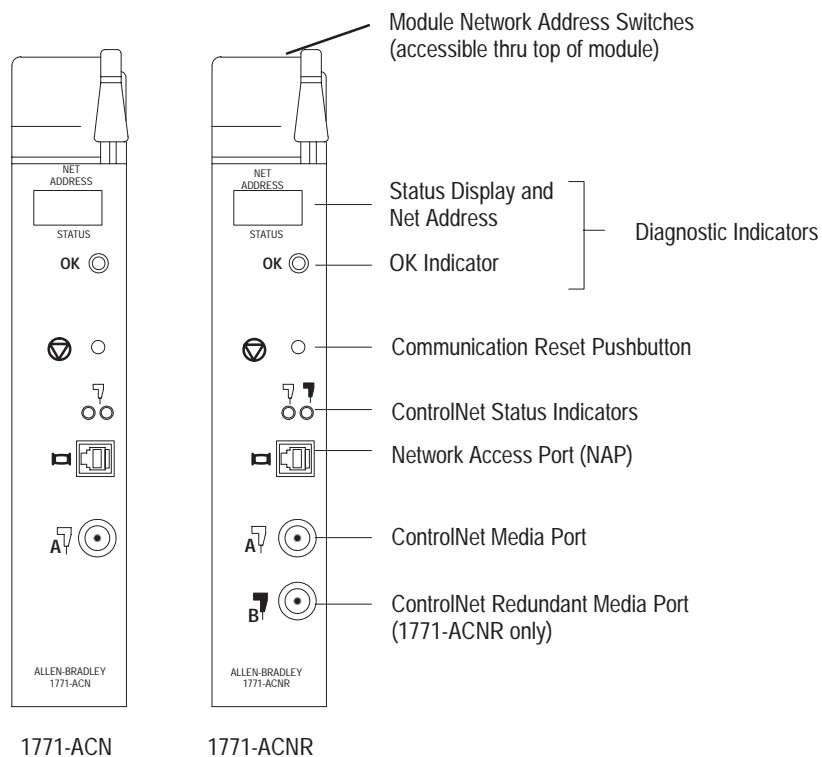 Module Network Address Switches
(accessible thru top of module)
NET
ADDRESS
STATUS
OK
A
ALLEN-BRADLEY
1771-ACN
1771-ACN
NET
ADDRESS
STATUS
OK
A
B
ALLEN-BRADLEY
1771-ACNR
1771-ACNR
Status Display and
Net Address
OK Indicator
Diagnostic Indicators
Communication Reset Pushbutton
ControlNet Status Indicators
Network Access Port (NAP)
ControlNet Media Port
ControlNet Redundant Media Port
(1771-ACNR only)